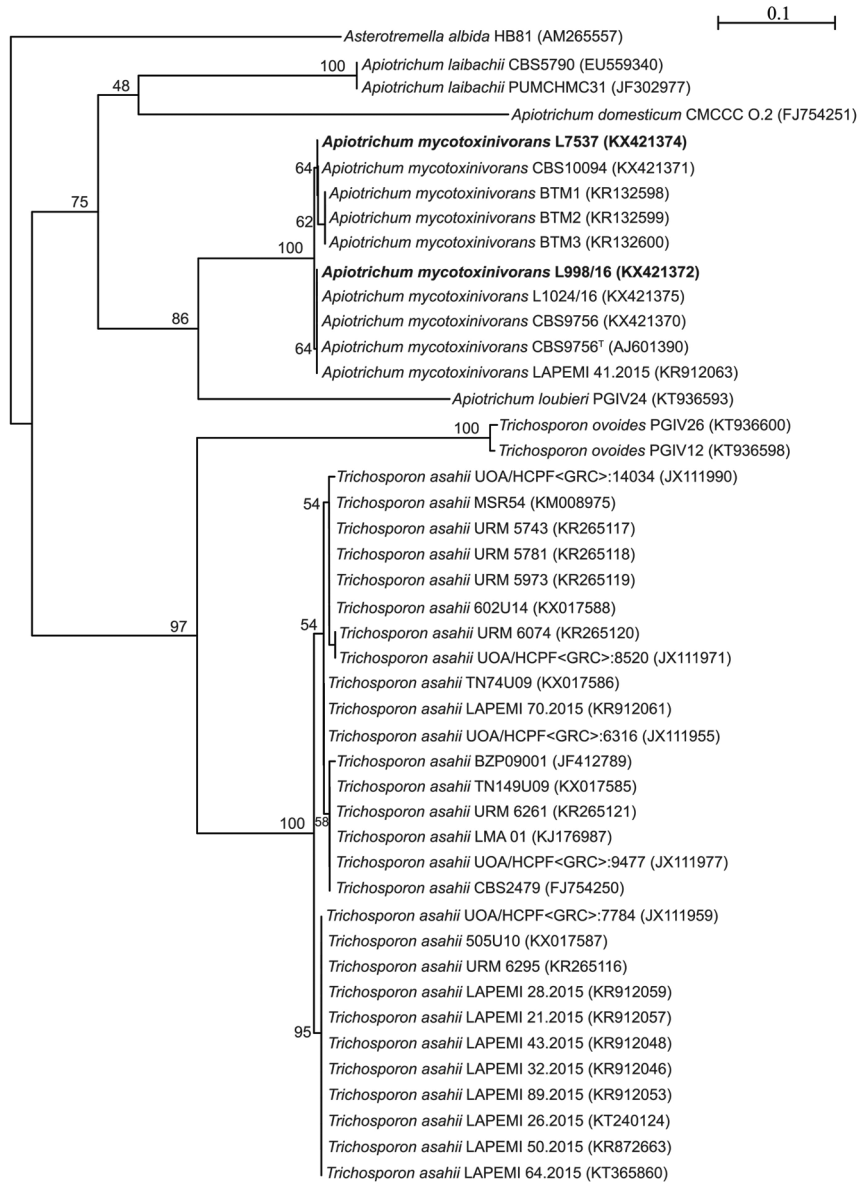 0.1
Asterotremella albida HB81 (AM265557)
100 Apiotrichum laibachii CBS5790 (EU559340)
Apiotrichum laibachii PUMCHMC31 (JF302977)
48
Apiotrichum domesticum CMCCC O.2 (FJ754251)
Apiotrichum mycotoxinivorans L7537 (KX421374)
64 Apiotrichum mycotoxinivorans CBS10094 (KX421371)
Apiotrichum mycotoxinivorans BTM1 (KR132598)
75
62 Apiotrichum mycotoxinivorans BTM2 (KR132599)
Apiotrichum mycotoxinivorans BTM3 (KR132600)
100
Apiotrichum mycotoxinivorans L998/16 (KX421372)
Apiotrichum mycotoxinivorans L1024/16 (KX421375)
86
Apiotrichum mycotoxinivorans CBS9756 (KX421370)
64 Apiotrichum mycotoxinivorans CBS9756ᵀ (AJ601390)
Apiotrichum mycotoxinivorans LAPEMI 41.2015 (KR912063)
Apiotrichum loubieri PGIV24 (KT936593)
100 Trichosporon ovoides PGIV26 (KT936600)
Trichosporon ovoides PGIV12 (KT936598)
Trichosporon asahii UOA/HCPF<GRC>:14034 (JX111990)
54 Trichosporon asahii MSR54 (KM008975)
Trichosporon asahii URM 5743 (KR265117)
Trichosporon asahii URM 5781 (KR265118)
Trichosporon asahii URM 5973 (KR265119)
Trichosporon asahii 602U14 (KX017588)
97
54
Trichosporon asahii URM 6074 (KR265120)
Trichosporon asahii UOA/HCPF<GRC>:8520 (JX111971)
Trichosporon asahii TN74U09 (KX017586)
Trichosporon asahii LAPEMI 70.2015 (KR912061)
Trichosporon asahii UOA/HCPF<GRC>:6316 (JX111955)
Trichosporon asahii BZP09001 (JF412789)
Trichosporon asahii TN149U09 (KX017585)
Trichosporon asahii URM 6261 (KR265121)
100
58
Trichosporon asahii LMA 01 (KJ176987)
Trichosporon asahii UOA/HCPF<GRC>:9477 (JX111977)
Trichosporon asahii CBS2479 (FJ754250)
Trichosporon asahii UOA/HCPF<GRC>:7784 (JX111959)
Trichosporon asahii 505U10 (KX017587)
Trichosporon asahii URM 6295 (KR265116)
Trichosporon asahii LAPEMI 28.2015 (KR912059)
Trichosporon asahii LAPEMI 21.2015 (KR912057)
95
Trichosporon asahii LAPEMI 43.2015 (KR912048)
Trichosporon asahii LAPEMI 32.2015 (KR912046)
Trichosporon asahii LAPEMI 89.2015 (KR912053)
Trichosporon asahii LAPEMI 26.2015 (KT240124)
Trichosporon asahii LAPEMI 50.2015 (KR872663)
Trichosporon asahii LAPEMI 64.2015 (KT365860)